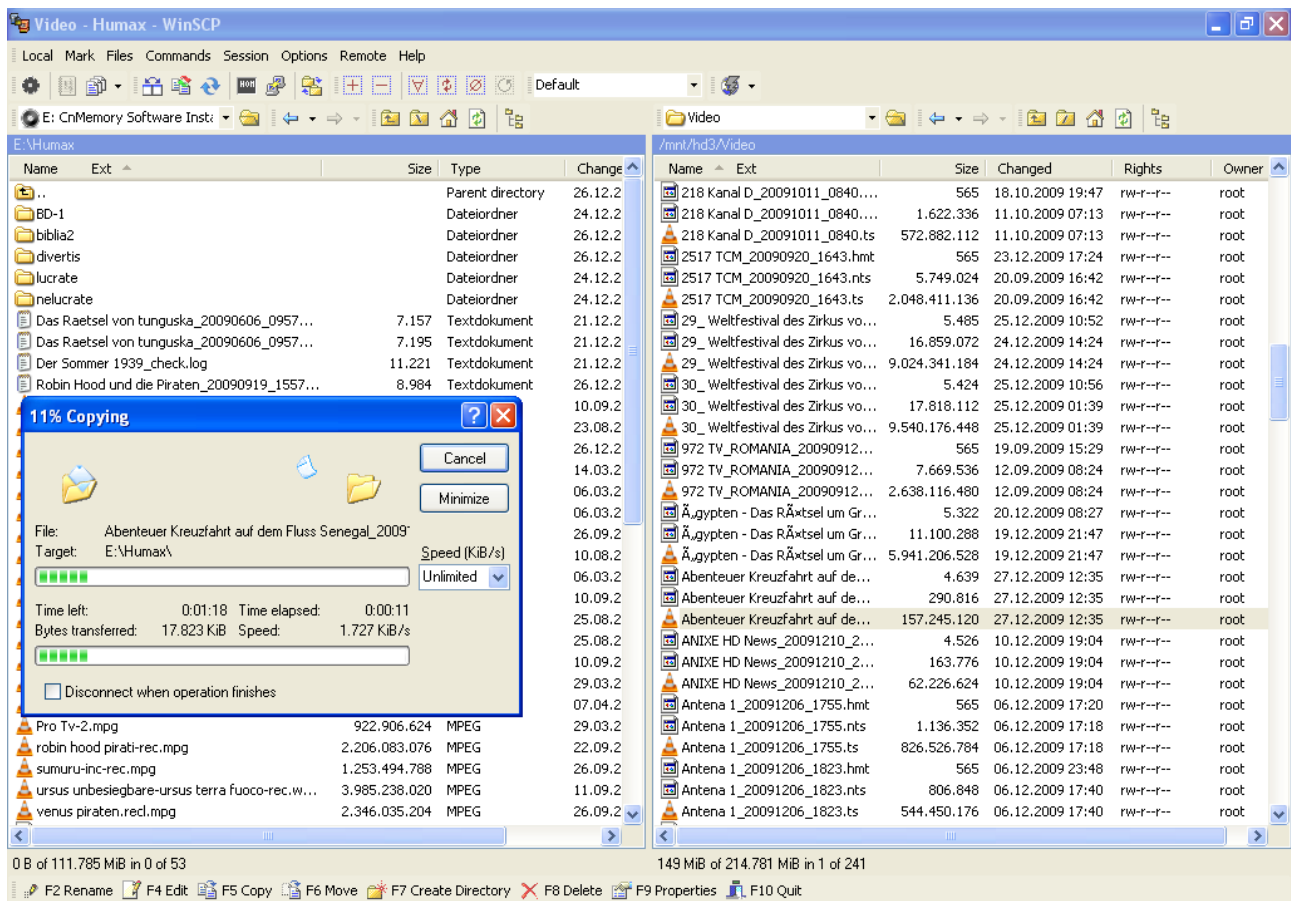 Video - Humax - WinSCP
Local Mark Files Commands Session Options Remote Help
Default
E: CnMemory Software Insta
Video
E:\Humax
/mnt/hd3/Video
Name Ext Size Type Change
Name Ext Size Changed Rights Owner
.. Parent directory 26.12.2
218 Kanal D_20091011_0840.... 565 18.10.2009 19:47 rw-r--r-- root
BD-1 Dateiordner 24.12.2
218 Kanal D_20091011_0840.... 1.622.336 11.10.2009 07:13 rw-r--r-- root
biblia2 Dateiordner 26.12.2
218 Kanal D_20091011_0840.ts 572.882.112 11.10.2009 07:13 rw-r--r-- root
divertis Dateiordner 26.12.2
2517 TCM_20090920_1643.hmt 565 23.12.2009 17:24 rw-r--r-- root
lucrate Dateiordner 24.12.2
2517 TCM_20090920_1643.nts 5.749.024 20.09.2009 16:42 rw-r--r-- root
nelucrate Dateiordner 24.12.2
2517 TCM_20090920_1643.ts 2.048.411.136 20.09.2009 16:42 rw-r--r-- root
Das Raetsel von tunguska_20090606_0957... 7.157 Textdokument 21.12.2
29_ Weltfestival des Zirkus vo... 5.485 25.12.2009 10:52 rw-r--r-- root
Das Raetsel von tunguska_20090606_0957... 7.195 Textdokument 21.12.2
29_ Weltfestival des Zirkus vo... 16.859.072 24.12.2009 14:24 rw-r--r-- root
Der Sommer 1939_check.log 11.221 Textdokument 21.12.2
29_ Weltfestival des Zirkus vo... 9.024.341.184 24.12.2009 14:24 rw-r--r-- root
Robin Hood und die Piraten_20090919_1557... 8.984 Textdokument 26.12.2
30_ Weltfestival des Zirkus vo... 5.424 25.12.2009 10:56 rw-r--r-- root
10.09.2
30_ Weltfestival des Zirkus vo... 17.818.112 25.12.2009 01:39 rw-r--r-- root
23.08.2
30_ Weltfestival des Zirkus vo... 9.540.176.448 25.12.2009 01:39 rw-r--r-- root
26.12.2
972 TV_ROMANIA_20090912... 565 19.09.2009 15:29 rw-r--r-- root
14.03.2
972 TV_ROMANIA_20090912... 7.669.536 12.09.2009 08:24 rw-r--r-- root
06.03.2
972 TV_ROMANIA_20090912... 2.638.116.480 12.09.2009 08:24 rw-r--r-- root
06.03.2
Ã„gypten - Das RÃ¤tsel um Gr... 5.322 20.12.2009 08:27 rw-r--r-- root
26.09.2
Ã„gypten - Das RÃ¤tsel um Gr... 11.100.288 19.12.2009 21:47 rw-r--r-- root
10.08.2
Ã„gypten - Das RÃ¤tsel um Gr... 5.941.206.528 19.12.2009 21:47 rw-r--r-- root
06.03.2
Abenteuer Kreuzfahrt auf de... 4.639 27.12.2009 12:35 rw-r--r-- root
10.09.2
Abenteuer Kreuzfahrt auf de... 290.816 27.12.2009 12:35 rw-r--r-- root
25.08.2
Abenteuer Kreuzfahrt auf de... 157.245.120 27.12.2009 12:35 rw-r--r-- root
25.08.2
ANIXE HD News_20091210_2... 4.526 10.12.2009 19:04 rw-r--r-- root
10.09.2
ANIXE HD News_20091210_2... 163.776 10.12.2009 19:04 rw-r--r-- root
29.03.2
ANIXE HD News_20091210_2... 62.226.624 10.12.2009 19:04 rw-r--r-- root
07.04.2
Antena 1_20091206_1755.hmt 565 06.12.2009 17:20 rw-r--r-- root
Pro Tv-2.mpg 922.906.624 MPEG 29.03.2
Antena 1_20091206_1755.nts 1.136.352 06.12.2009 17:18 rw-r--r-- root
robin hood pirati-rec.mpg 2.206.083.076 MPEG 22.09.2
Antena 1_20091206_1755.ts 826.526.784 06.12.2009 17:18 rw-r--r-- root
sumuru-inc-rec.mpg 1.253.494.788 MPEG 26.09.2
Antena 1_20091206_1823.hmt 565 06.12.2009 23:48 rw-r--r-- root
ursus unbesiegbare-ursus terra fuoco-rec.w... 3.985.238.020 MPEG 11.09.2
Antena 1_20091206_1823.nts 806.848 06.12.2009 17:40 rw-r--r-- root
venus piraten.recl.mpg 2.346.035.204 MPEG 26.09.2
Antena 1_20091206_1823.ts 544.450.176 06.12.2009 17:40 rw-r--r-- root
11% Copying
Cancel
Minimize
File: Abenteuer Kreuzfahrt auf dem Fluss Senegal_2009
Target: E:\Humax\
Speed (KiB/s)
Unlimited
Time left: 0:01:18 Time elapsed: 0:00:11
Bytes transferred: 17.823 KiB Speed: 1.727 KiB/s
Disconnect when operation finishes
0 B of 111.785 MiB in 0 of 53
149 MiB of 214.781 MiB in 1 of 241
F2 Rename F4 Edit F5 Copy F6 Move F7 Create Directory F8 Delete F9 Properties F10 Quit